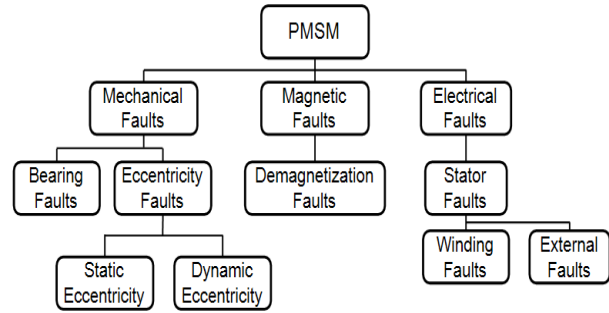 PMSM
Mechanical
Faults
Magnetic
Faults
Electrical
Faults
Bearing
Faults
Eccentricity
Faults
Demagnetization
Faults
Stator
Faults
Static
Eccentricity
Dynamic
Eccentricity
Winding
Faults
External
Faults